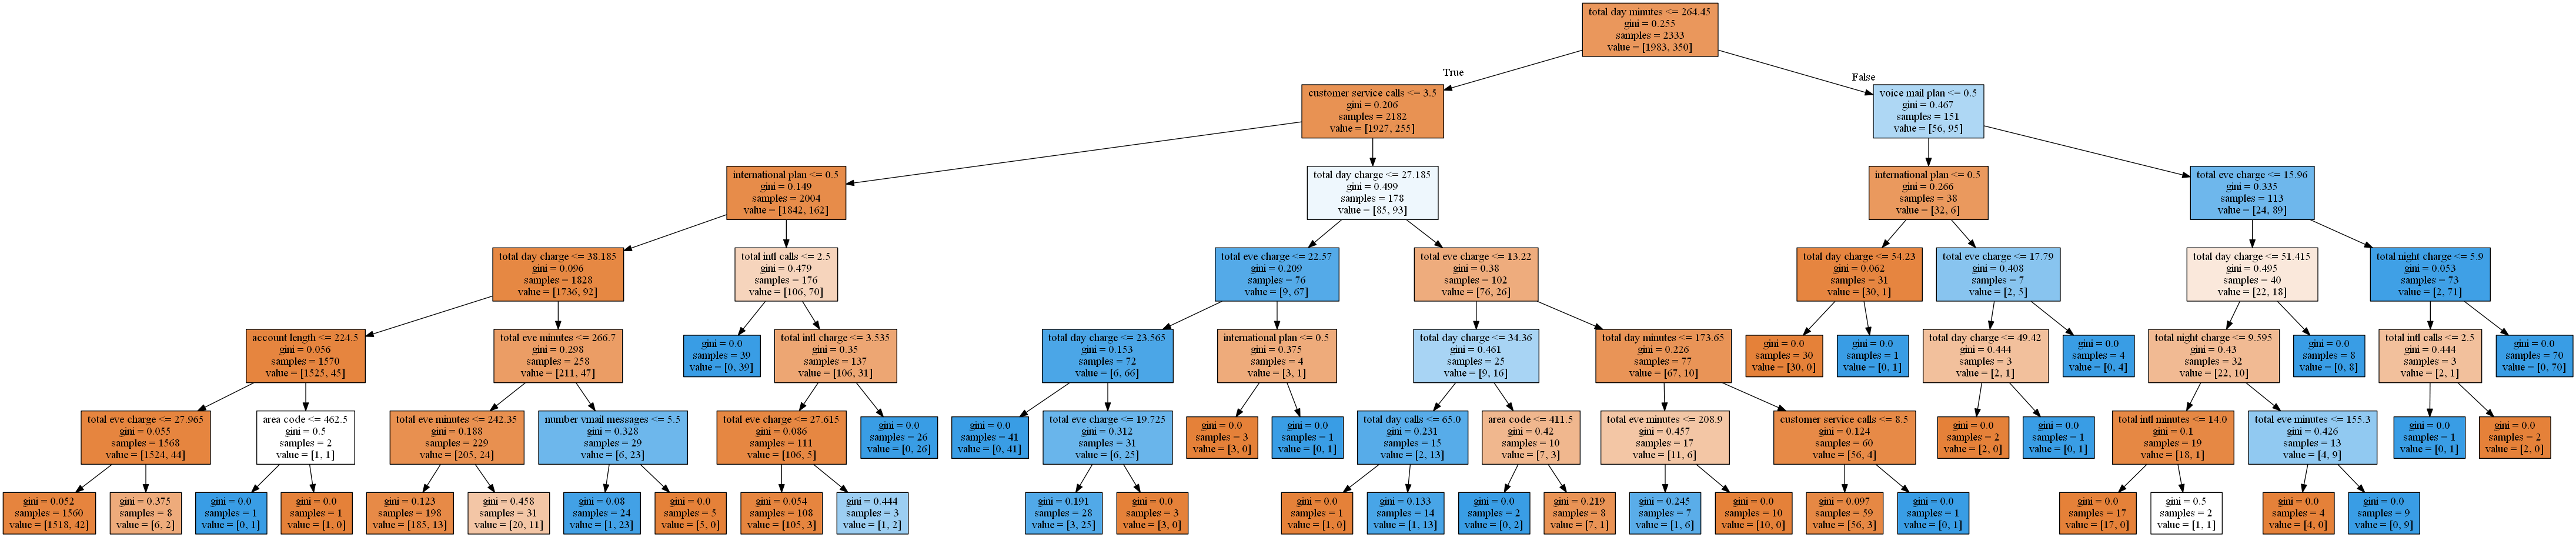 total day minutes <= 264.45
gini = 0.255
samples = 2333
value = [1983, 350]
True
False
customer service calls <= 3.5
gini = 0.206
samples = 2182
value = [1927, 255]
voice mail plan <= 0.5
gini = 0.467
samples = 151
value = [56, 95]
international plan <= 0.5
gini = 0.149
samples = 2004
value = [1842, 162]
total day charge <= 27.185
gini = 0.499
samples = 178
value = [85, 93]
international plan <= 0.5
gini = 0.266
samples = 38
value = [32, 6]
total eve charge <= 15.96
gini = 0.335
samples = 113
value = [24, 89]
total day charge <= 38.185
gini = 0.096
samples = 1828
value = [1736, 92]
total intl calls <= 2.5
gini = 0.479
samples = 176
value = [106, 70]
total eve charge <= 22.57
gini = 0.209
samples = 76
value = [9, 67]
total eve charge <= 13.22
gini = 0.38
samples = 102
value = [76, 26]
total day charge <= 54.23
gini = 0.062
samples = 31
value = [30, 1]
total eve charge <= 17.79
gini = 0.408
samples = 7
value = [2, 5]
total day charge <= 51.415
gini = 0.495
samples = 40
value = [22, 18]
total night charge <= 5.9
gini = 0.053
samples = 73
value = [2, 71]
account length <= 224.5
gini = 0.056
samples = 1570
value = [1525, 45]
total eve minutes <= 266.7
gini = 0.298
samples = 258
value = [211, 47]
gini = 0.0
samples = 39
value = [0, 39]
total intl charge <= 3.535
gini = 0.35
samples = 137
value = [106, 31]
total day charge <= 23.565
gini = 0.153
samples = 72
value = [6, 66]
international plan <= 0.5
gini = 0.375
samples = 4
value = [3, 1]
total day charge <= 34.36
gini = 0.461
samples = 25
value = [9, 16]
total day minutes <= 173.65
gini = 0.226
samples = 77
value = [67, 10]
gini = 0.0
samples = 30
value = [30, 0]
gini = 0.0
samples = 1
value = [0, 1]
total day charge <= 49.42
gini = 0.444
samples = 3
value = [2, 1]
gini = 0.0
samples = 4
value = [0, 4]
total night charge <= 9.595
gini = 0.43
samples = 32
value = [22, 10]
gini = 0.0
samples = 8
value = [0, 8]
total intl calls <= 2.5
gini = 0.444
samples = 3
value = [2, 1]
gini = 0.0
samples = 70
value = [0, 70]
total eve charge <= 27.965
gini = 0.055
samples = 1568
value = [1524, 44]
area code <= 462.5
gini = 0.5
samples = 2
value = [1, 1]
total eve minutes <= 242.35
gini = 0.188
samples = 229
value = [205, 24]
number vmail messages <= 5.5
gini = 0.328
samples = 29
value = [6, 23]
total eve charge <= 27.615
gini = 0.086
samples = 111
value = [106, 5]
gini = 0.0
samples = 26
value = [0, 26]
gini = 0.0
samples = 41
value = [0, 41]
total eve charge <= 19.725
gini = 0.312
samples = 31
value = [6, 25]
gini = 0.0
samples = 3
value = [3, 0]
gini = 0.0
samples = 1
value = [0, 1]
total day calls <= 65.0
gini = 0.231
samples = 15
value = [2, 13]
area code <= 411.5
gini = 0.42
samples = 10
value = [7, 3]
total eve minutes <= 208.9
gini = 0.457
samples = 17
value = [11, 6]
customer service calls <= 8.5
gini = 0.124
samples = 60
value = [56, 4]
gini = 0.0
samples = 2
value = [2, 0]
gini = 0.0
samples = 1
value = [0, 1]
total intl minutes <= 14.0
gini = 0.1
samples = 19
value = [18, 1]
total eve minutes <= 155.3
gini = 0.426
samples = 13
value = [4, 9]
gini = 0.0
samples = 1
value = [0, 1]
gini = 0.0
samples = 2
value = [2, 0]
gini = 0.052
samples = 1560
value = [1518, 42]
gini = 0.375
samples = 8
value = [6, 2]
gini = 0.0
samples = 1
value = [0, 1]
gini = 0.0
samples = 1
value = [1, 0]
gini = 0.123
samples = 198
value = [185, 13]
gini = 0.458
samples = 31
value = [20, 11]
gini = 0.08
samples = 24
value = [1, 23]
gini = 0.0
samples = 5
value = [5, 0]
gini = 0.054
samples = 108
value = [105, 3]
gini = 0.444
samples = 3
value = [1, 2]
gini = 0.191
samples = 28
value = [3, 25]
gini = 0.0
samples = 3
value = [3, 0]
gini = 0.0
samples = 1
value = [1, 0]
gini = 0.133
samples = 14
value = [1, 13]
gini = 0.0
samples = 2
value = [0, 2]
gini = 0.219
samples = 8
value = [7, 1]
gini = 0.245
samples = 7
value = [1, 6]
gini = 0.0
samples = 10
value = [10, 0]
gini = 0.097
samples = 59
value = [56, 3]
gini = 0.0
samples = 1
value = [0, 1]
gini = 0.0
samples = 17
value = [17, 0]
gini = 0.5
samples = 2
value = [1, 1]
gini = 0.0
samples = 4
value = [4, 0]
gini = 0.0
samples = 9
value = [0, 9]